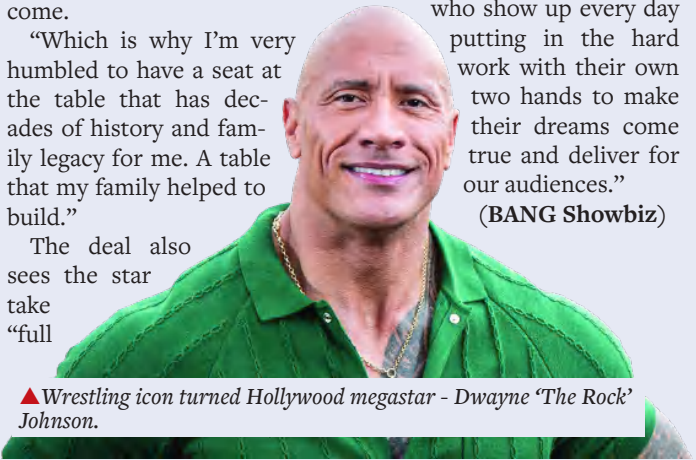 come.
“Which is why I’m very
humbled to have a seat at
the table that has dec-
ades of history and fam-
ily legacy for me. A table
that my family helped to
build.”
The deal also
sees the star
take
“full
who show up every day
putting in the hard
work with their own
two hands to make
their dreams come
true and deliver for
our audiences.”
(BANG Showbiz)
▲Wrestling icon turned Hollywood megastar - Dwayne ‘The Rock’
Johnson.